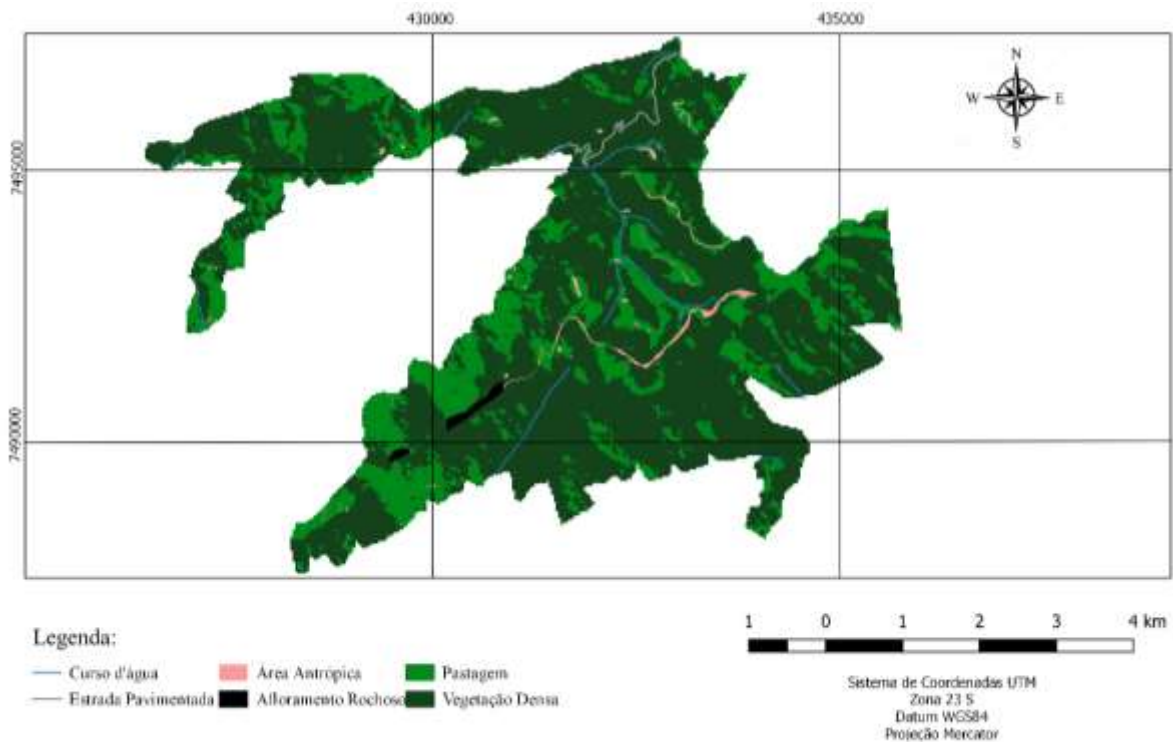 430000
435000
N
W E
S
7495000
7490000
Legenda:
Curso d'água
Área Antrópica
Pastagem
Estrada Pavimentada
Afloramento Rochoso
Vegetação Densa
1 0 1 2 3 4 km
Sistema de Coordenadas UTM
Zona 23 S
Datum WGS84
Projeção Mercator